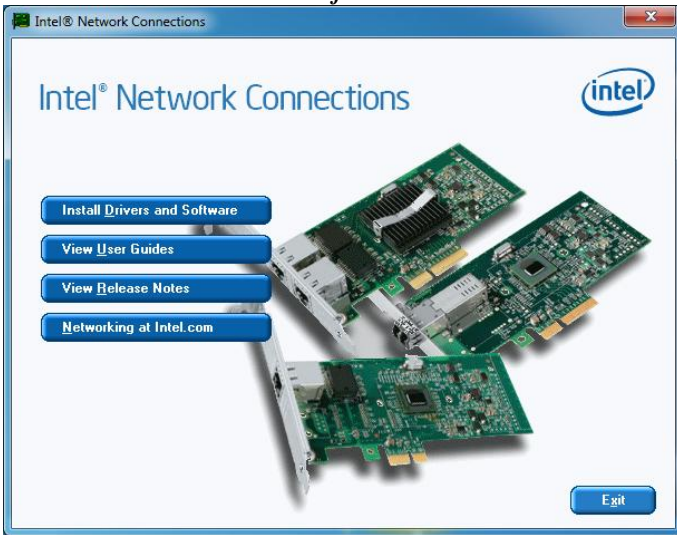 Intel® Network Connections
Intel® Network Connections
intel
Install Drivers and Software
View User Guides
View Release Notes
Networking at Intel.com
Exit